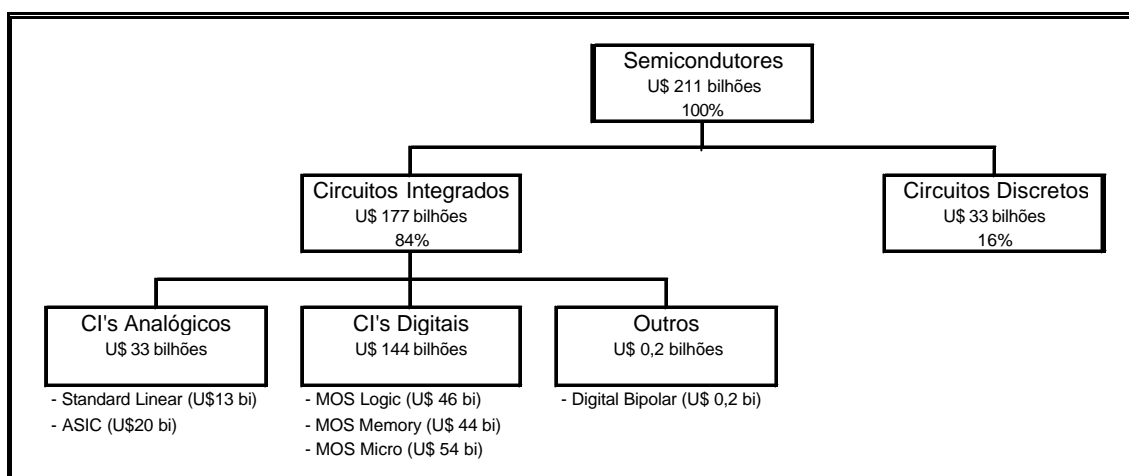 Semicondutores
U$ 211 bilhões
100%
Circuitos Integrados
U$ 177 bilhões
84%
Circuitos Discretos
U$ 33 bilhões
16%
CI's Analógicos
U$ 33 bilhões
CI's Digitais
U$ 144 bilhões
Outros
U$ 0,2 bilhões
- Standard Linear (U$13 bi)
- ASIC (U$20 bi)
- MOS Logic (U$ 46 bi)
- MOS Memory (U$ 44 bi)
- MOS Micro (U$ 54 bi)
- Digital Bipolar (U$ 0,2 bi)